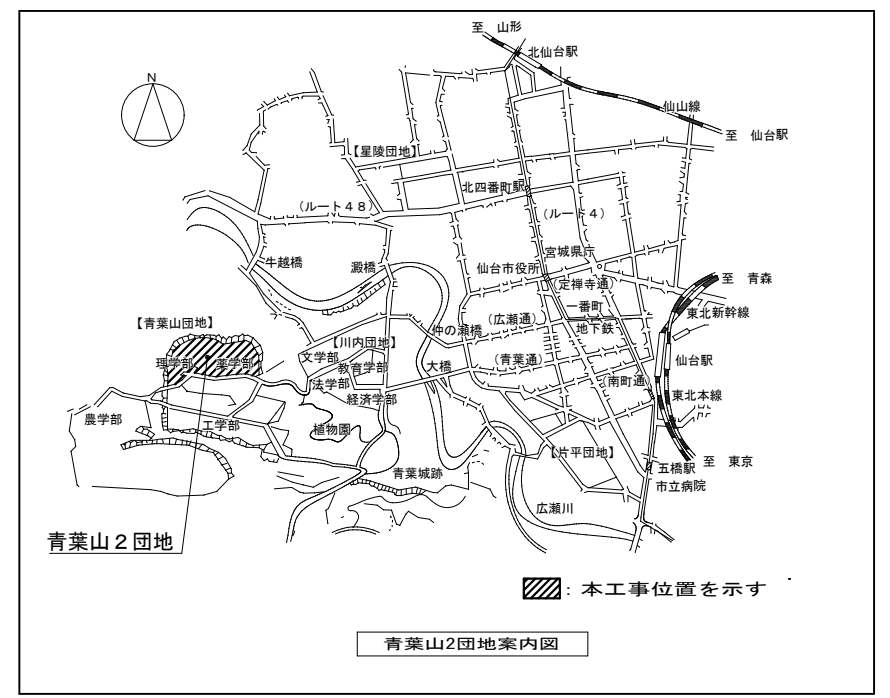 至 山形
北仙台駅
N
仙山線
至 仙台駅
【星陵団地】
北四番町駅
(ルート48)
(ルート4)
宮城県庁
牛越橋
澱橋
仙台市役所
(定禅寺通)
至 青森
一番町
東北新幹線
【青葉山団地】
仲の瀬橋
(広瀬通)
地下鉄
【川内団地】
文学部
理学部
薬学部
教育学部
大橋
(青葉通)
仙台駅
法学部
(南町通)
経済学部
東北本線
農学部
工学部
植物園
【片平団地】
至 東京
青葉城跡
五橋駅
市立病院
広瀬川
青葉山2団地
:本工事位置を示す
青葉山2団地案内図